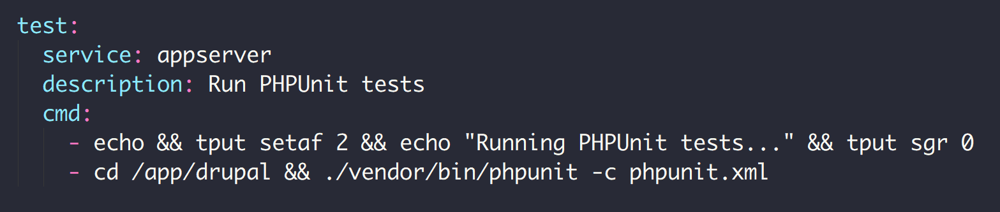 test:
  service: appserver
  description: Run PHPUnit tests
  cmd:
    - echo && tput setaf 2 && echo "Running PHPUnit tests..." && tput sgr 0
    - cd /app/drupal && ./vendor/bin/phpunit -c phpunit.xml